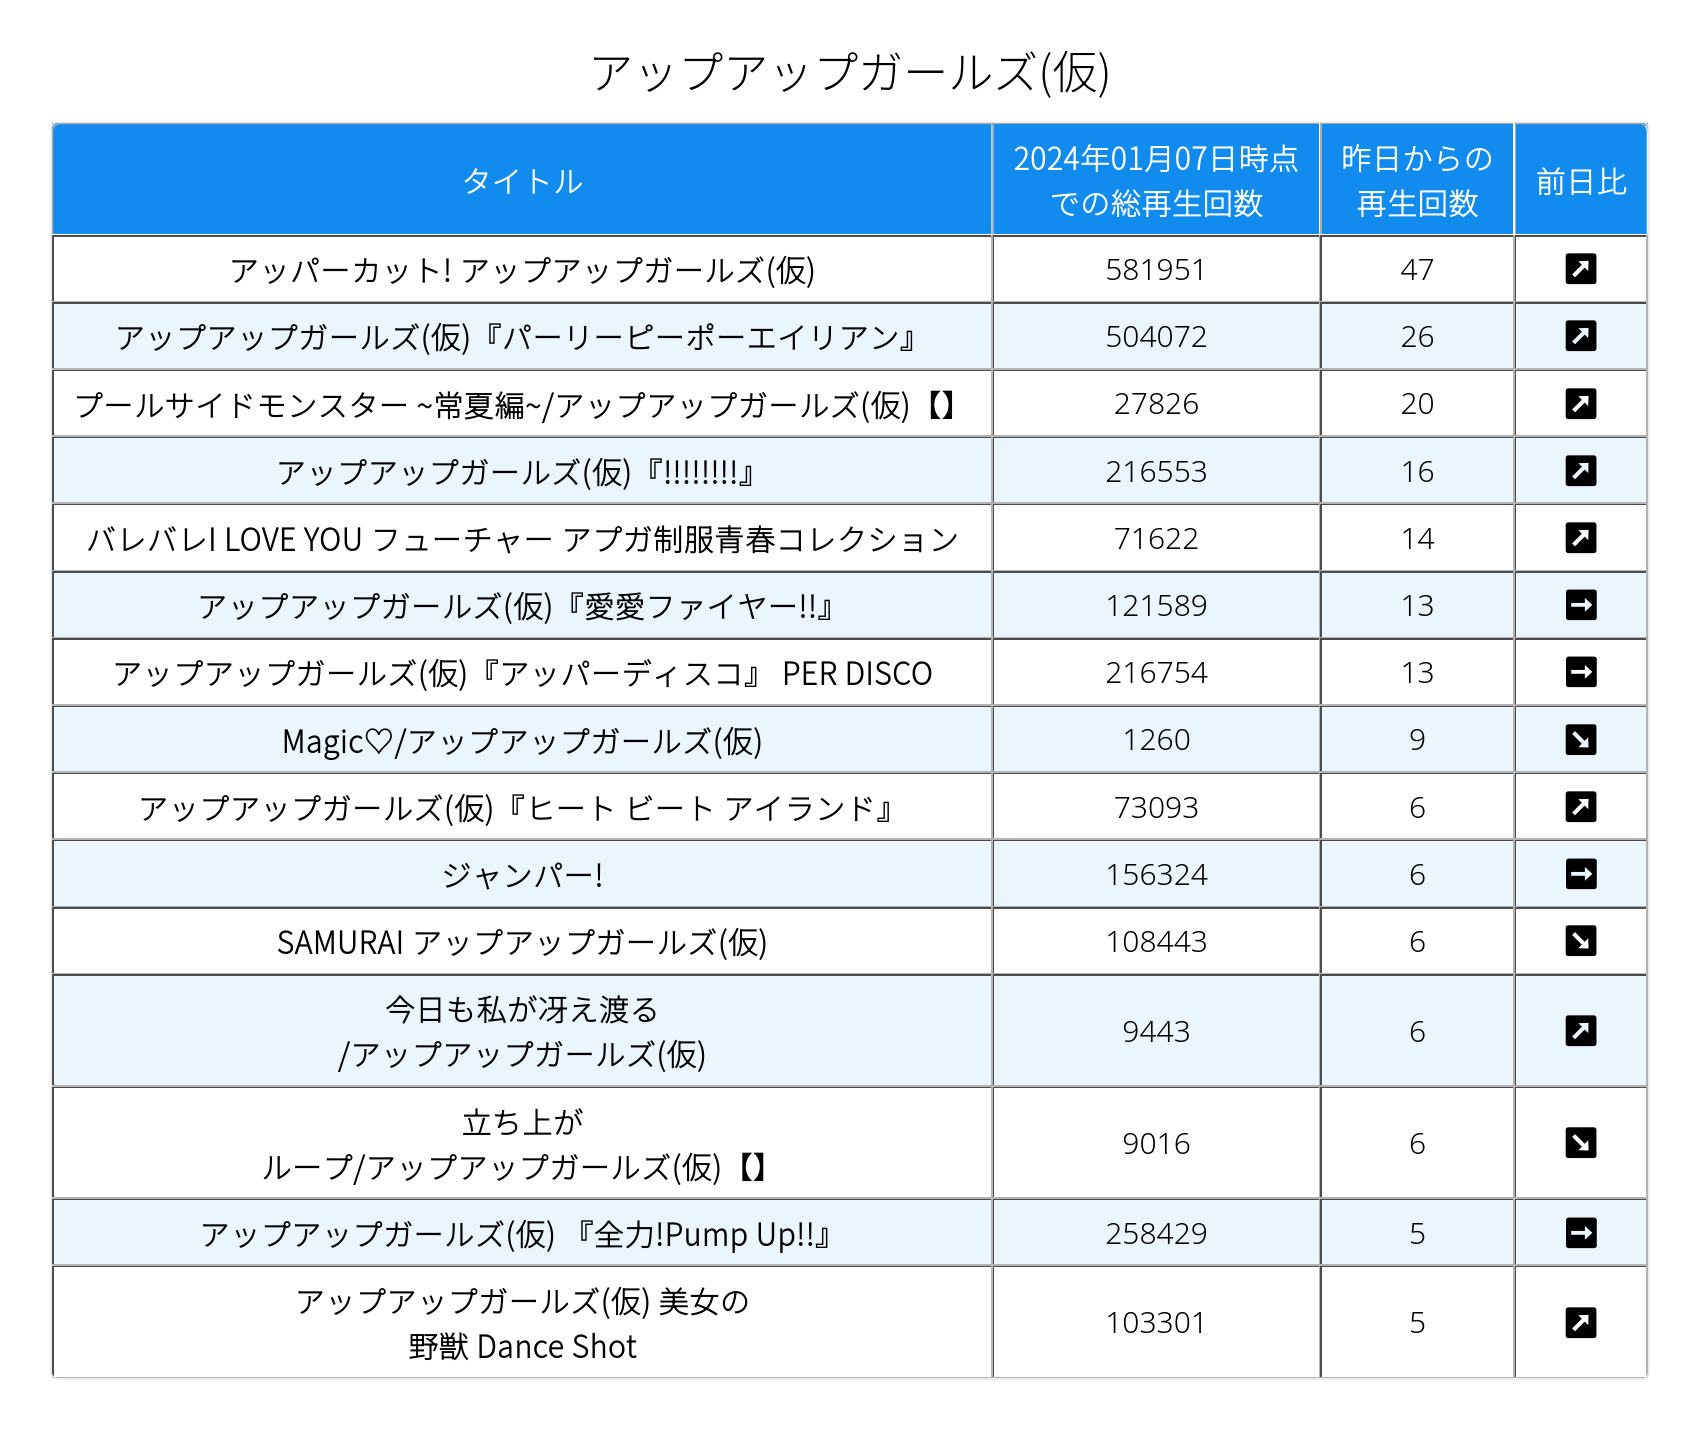 アップアップガールズ(仮)
タイトル
2024年01月07日時点
での総再生回数
昨日からの
再生回数
前日比
アッパーカット! アップアップガールズ(仮)
581951
47
アップアップガールズ(仮)『パーリーピーポーエイリアン』
504072
26
プールサイドモンスター ~常夏編~/アップアップガールズ(仮)【】
27826
20
アップアップガールズ(仮)『!!!!!!!!』
216553
16
バレバレI LOVE YOU フューチャー アプガ制服青春コレクション
71622
14
アップアップガールズ(仮)『愛愛ファイヤー!!』
121589
13
アップアップガールズ(仮)『アッパーディスコ』 PER DISCO
216754
13
Magic♡/アップアップガールズ(仮)
1260
9
アップアップガールズ(仮)『ヒート ビート アイランド』
73093
6
ジャンパー!
156324
6
SAMURAI アップアップガールズ(仮)
108443
6
今日も私が冴え渡る
/アップアップガールズ(仮)
9443
6
立ち上が
ループ/アップアップガールズ(仮)【】
9016
6
アップアップガールズ(仮) 『全力!Pump Up!!』
258429
5
アップアップガールズ(仮) 美女の
野獣 Dance Shot
103301
5